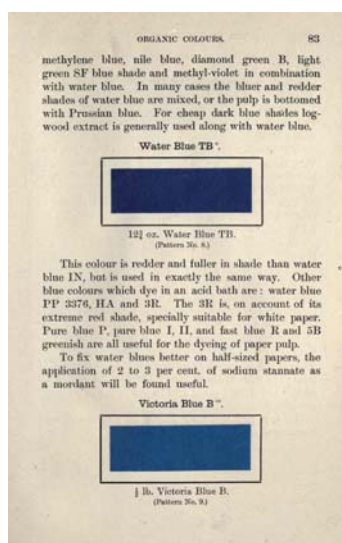 ORGANIC COLOURS. 83
methylene blue, nile blue, diamond green B, light
green SF blue shade and methyl-violet in combination
with water blue. In many cases the bluer and redder
shades of water blue are mixed, or the pulp is bottomed
with Prussian blue. For cheap dark blue shades log-
wood extract is generally used along with water blue.
Water Blue TB
oz. Water Blue TB.
(Pattern No. 8.)
This colour is redder and fuller in shade than water
blue IN, but is used in exactly the same way. Other
blue colours which dye in an acid bath are: water blue
PP 3376, HA and 3R. The 3R is, on account of its
extreme red shade, specially suitable for white paper.
Pure blue P, pure blue I, II, and fast blue R and 5B
greenish are all useful for the dyeing of paper pulp.
To fix water blues better on half-sized papers, the
application of 2 to 3 per cent. of sodium stannate as
a mordant will be found useful.
Victoria Blue B
lb. Victoria Blue B.
(Pattern No. 9.)